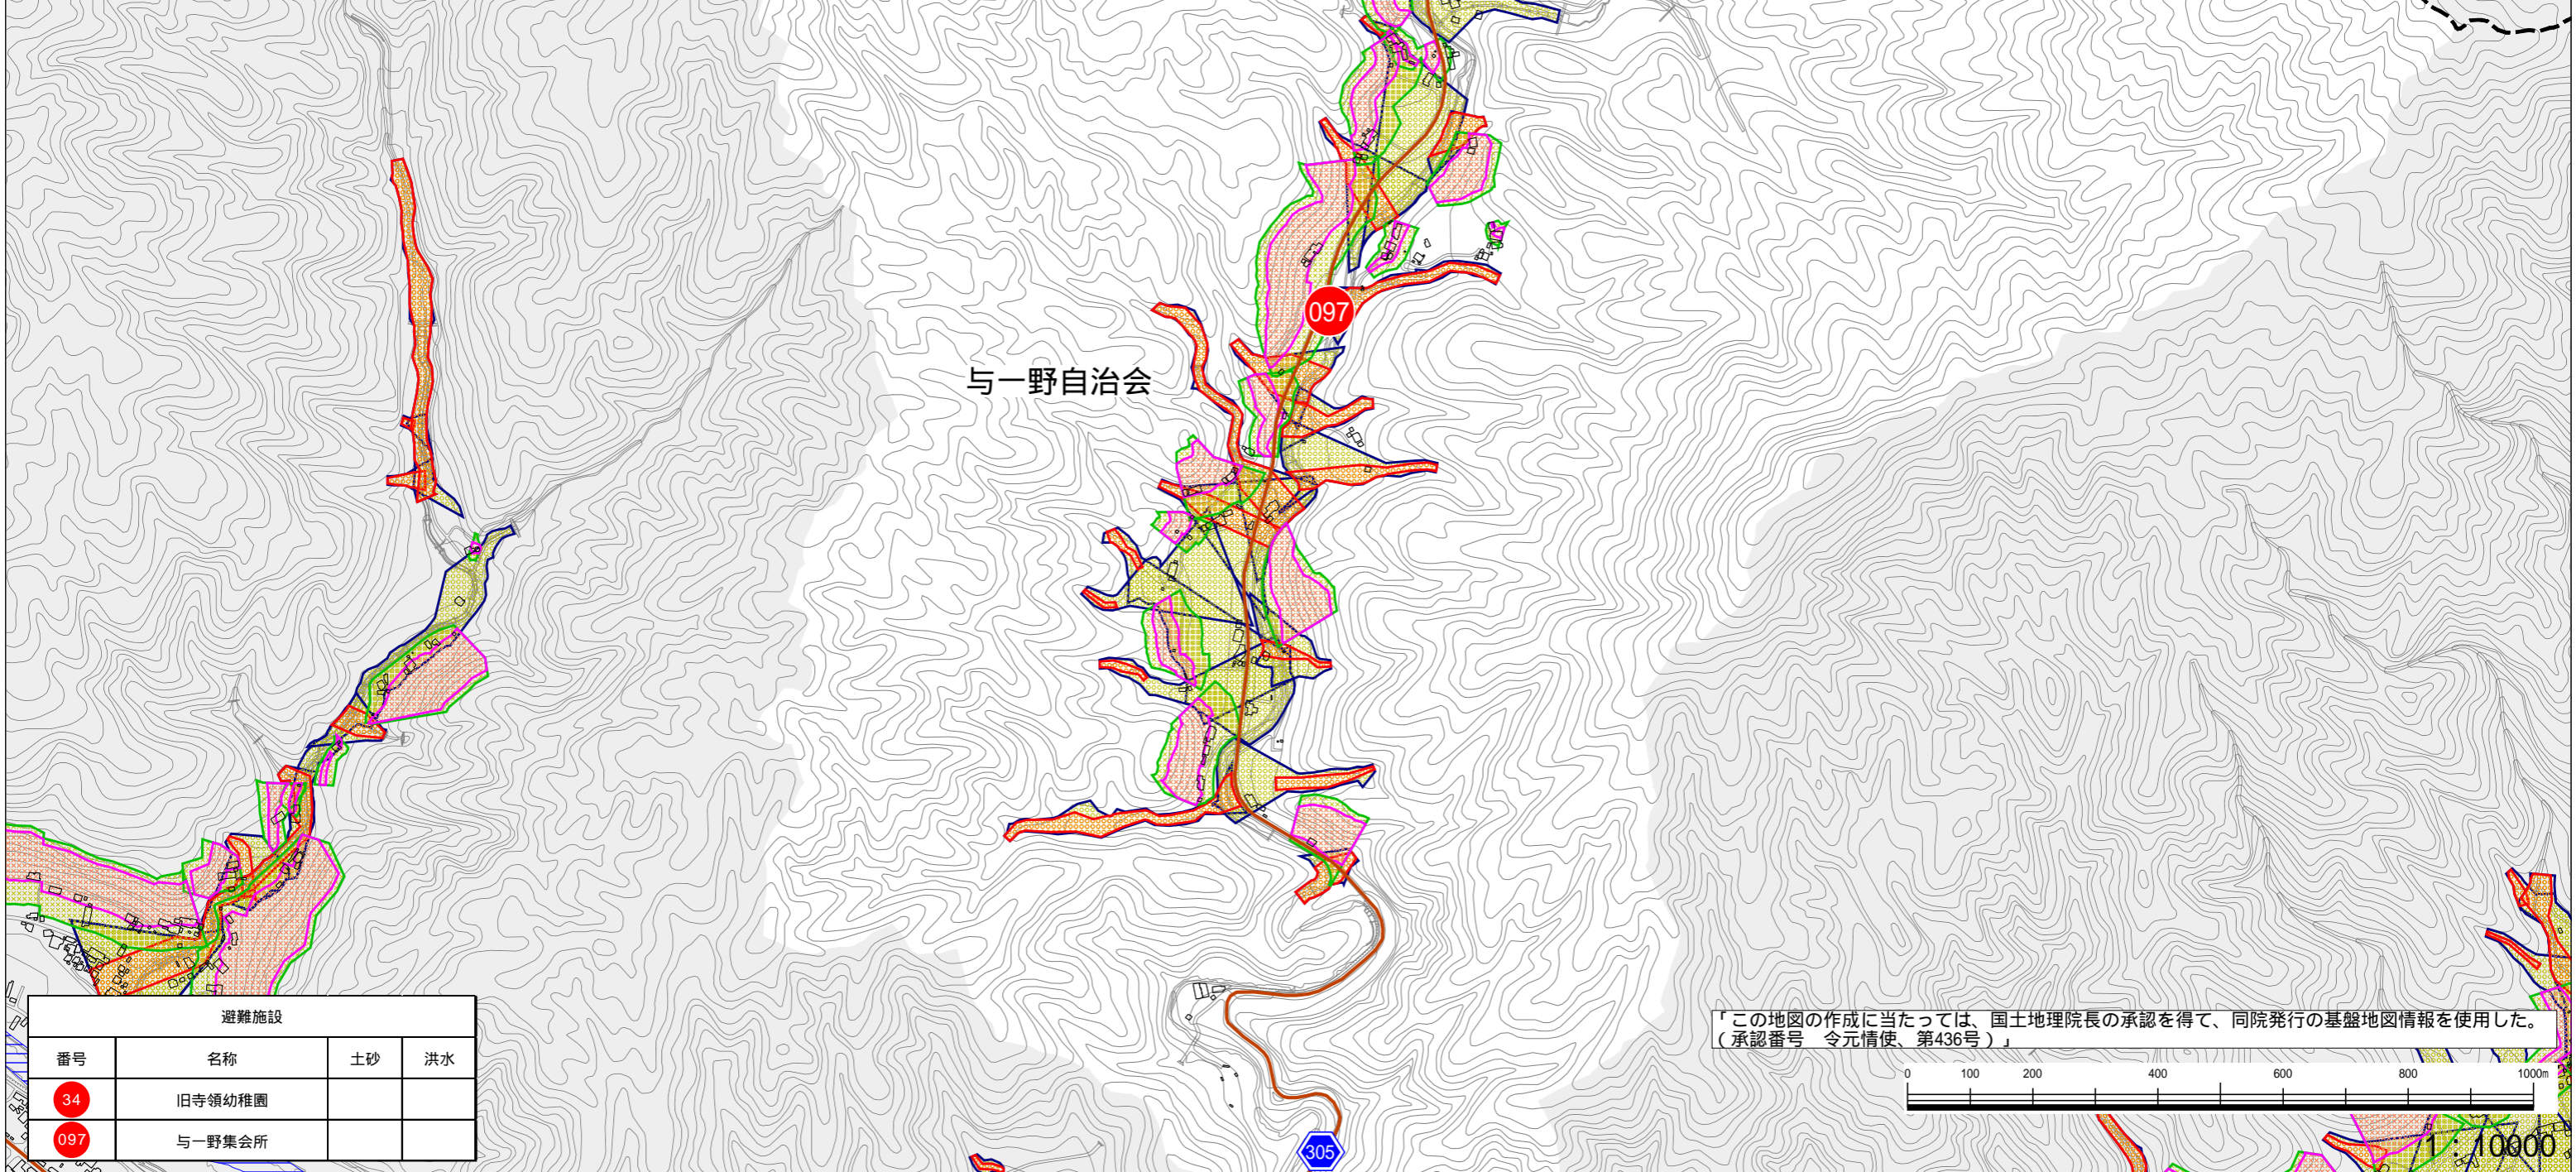 097
与一野自治会
避難施設
番号 名称 土砂 洪水
34 旧寺領幼稚園
097 与一野集会所
「この地図の作成に当たっては、国土地理院長の承認を得て、同院発行の基盤地図情報を使用した。
(承認番号 令元情使、第436号)」
0 100 200 400 600 800 1000m
1:10000
305